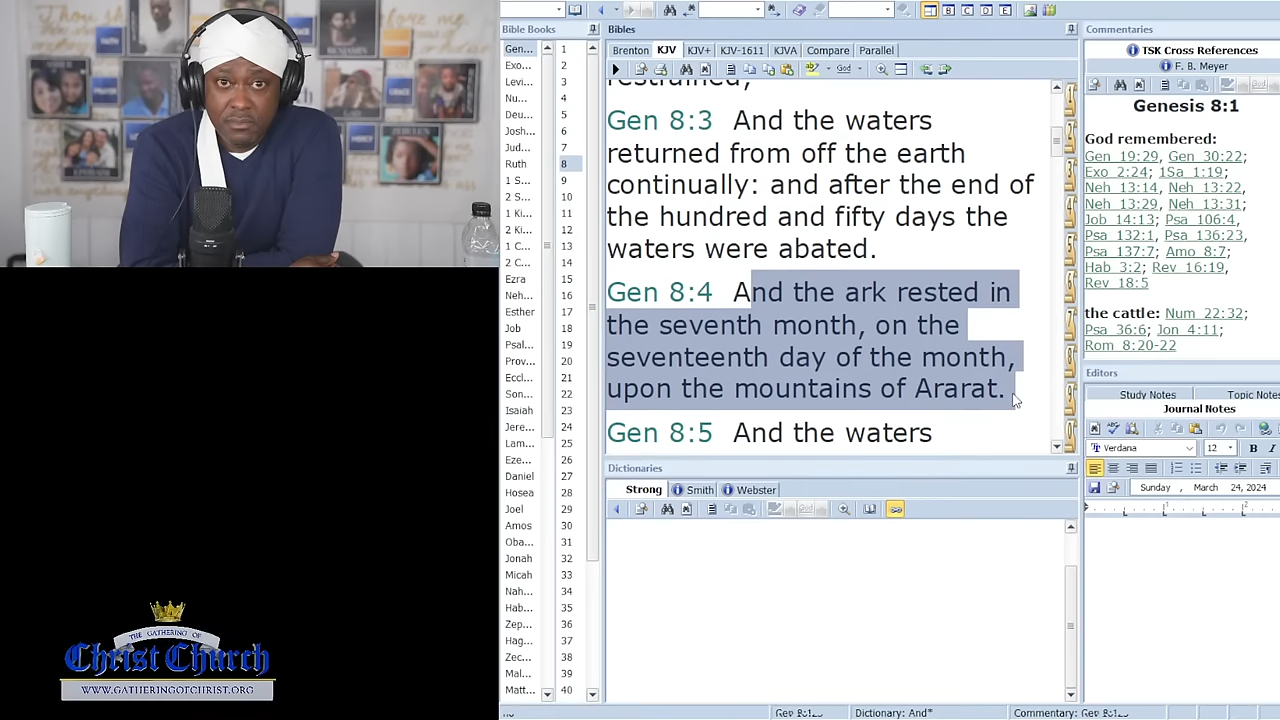 Bible Books
Gen...
Exo...
Levi...
Nu...
Deu...
Josh...
Jud...
Ruth
1 S...
2 S...
1 Ki...
2 Ki...
1 C...
2 C...
Ezra
Neh...
Esther
Job
Psal...
Prov...
Eccl...
Son...
Isaiah
Jere...
Lam...
Eze...
Daniel
Hosea
Joel
Amos
Oba...
Jonah
Micah
Nah...
Hab...
Zep...
Hag...
Zec...
Mal...
Matt...
1
2
3
4
5
6
7
8
9
10
11
12
13
14
15
16
17
18
19
20
21
22
23
24
25
26
27
28
29
30
31
32
33
34
35
36
37
38
39
40
Bibles
Brenton KJV KJV+ KJV-1611 KJVA Compare Parallel
restrained;
Gen 8:3 And the waters
returned from off the earth
continually: and after the end of
the hundred and fifty days the
waters were abated.
Gen 8:4 And the ark rested in
the seventh month, on the
seventeenth day of the month,
upon the mountains of Ararat.
Gen 8:5 And the waters
Dictionaries
Strong Smith Webster
Commentaries
TSK Cross References
F. B. Meyer
Genesis 8:1
God remembered:
Gen 19:29, Gen 30:22;
Exo 2:24; 1Sa 1:19;
Neh 13:14, Neh 13:22,
Neh 13:29, Neh 13:31;
Job 14:13; Psa 106:4,
Psa 132:1, Psa 136:23,
Psa 137:7; Amo 8:7;
Hab 3:2; Rev 16:19,
Rev 18:5
the cattle: Num 22:32;
Psa 36:6; Jon 4:11;
Rom 8:20-22
Editors
Study Notes Topic Notes
Journal Notes
Verdana 12 B I
Sunday , March 24, 2024
Dictionary: And*
THE GATHERING OF
Christ Church
WWW.GATHERINGOFCHRIST.ORG